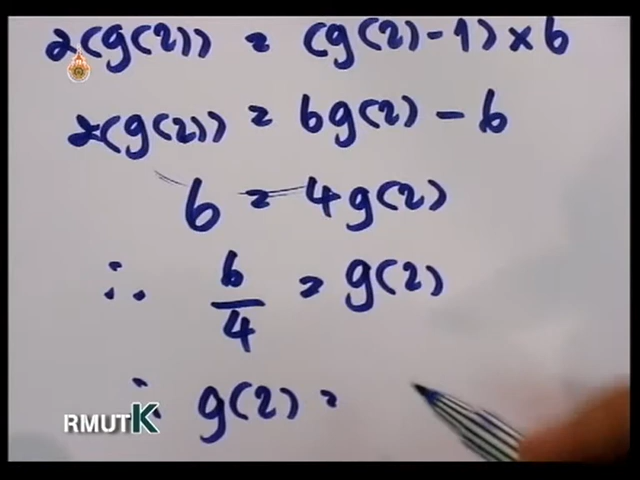 2(g(2)) = (g(2)-1)×6
2(g(2)) = 6g(2) - 6
6 = 4g(2)
∴ 6/4 = g(2)
∴ g(2) =
RMUTK